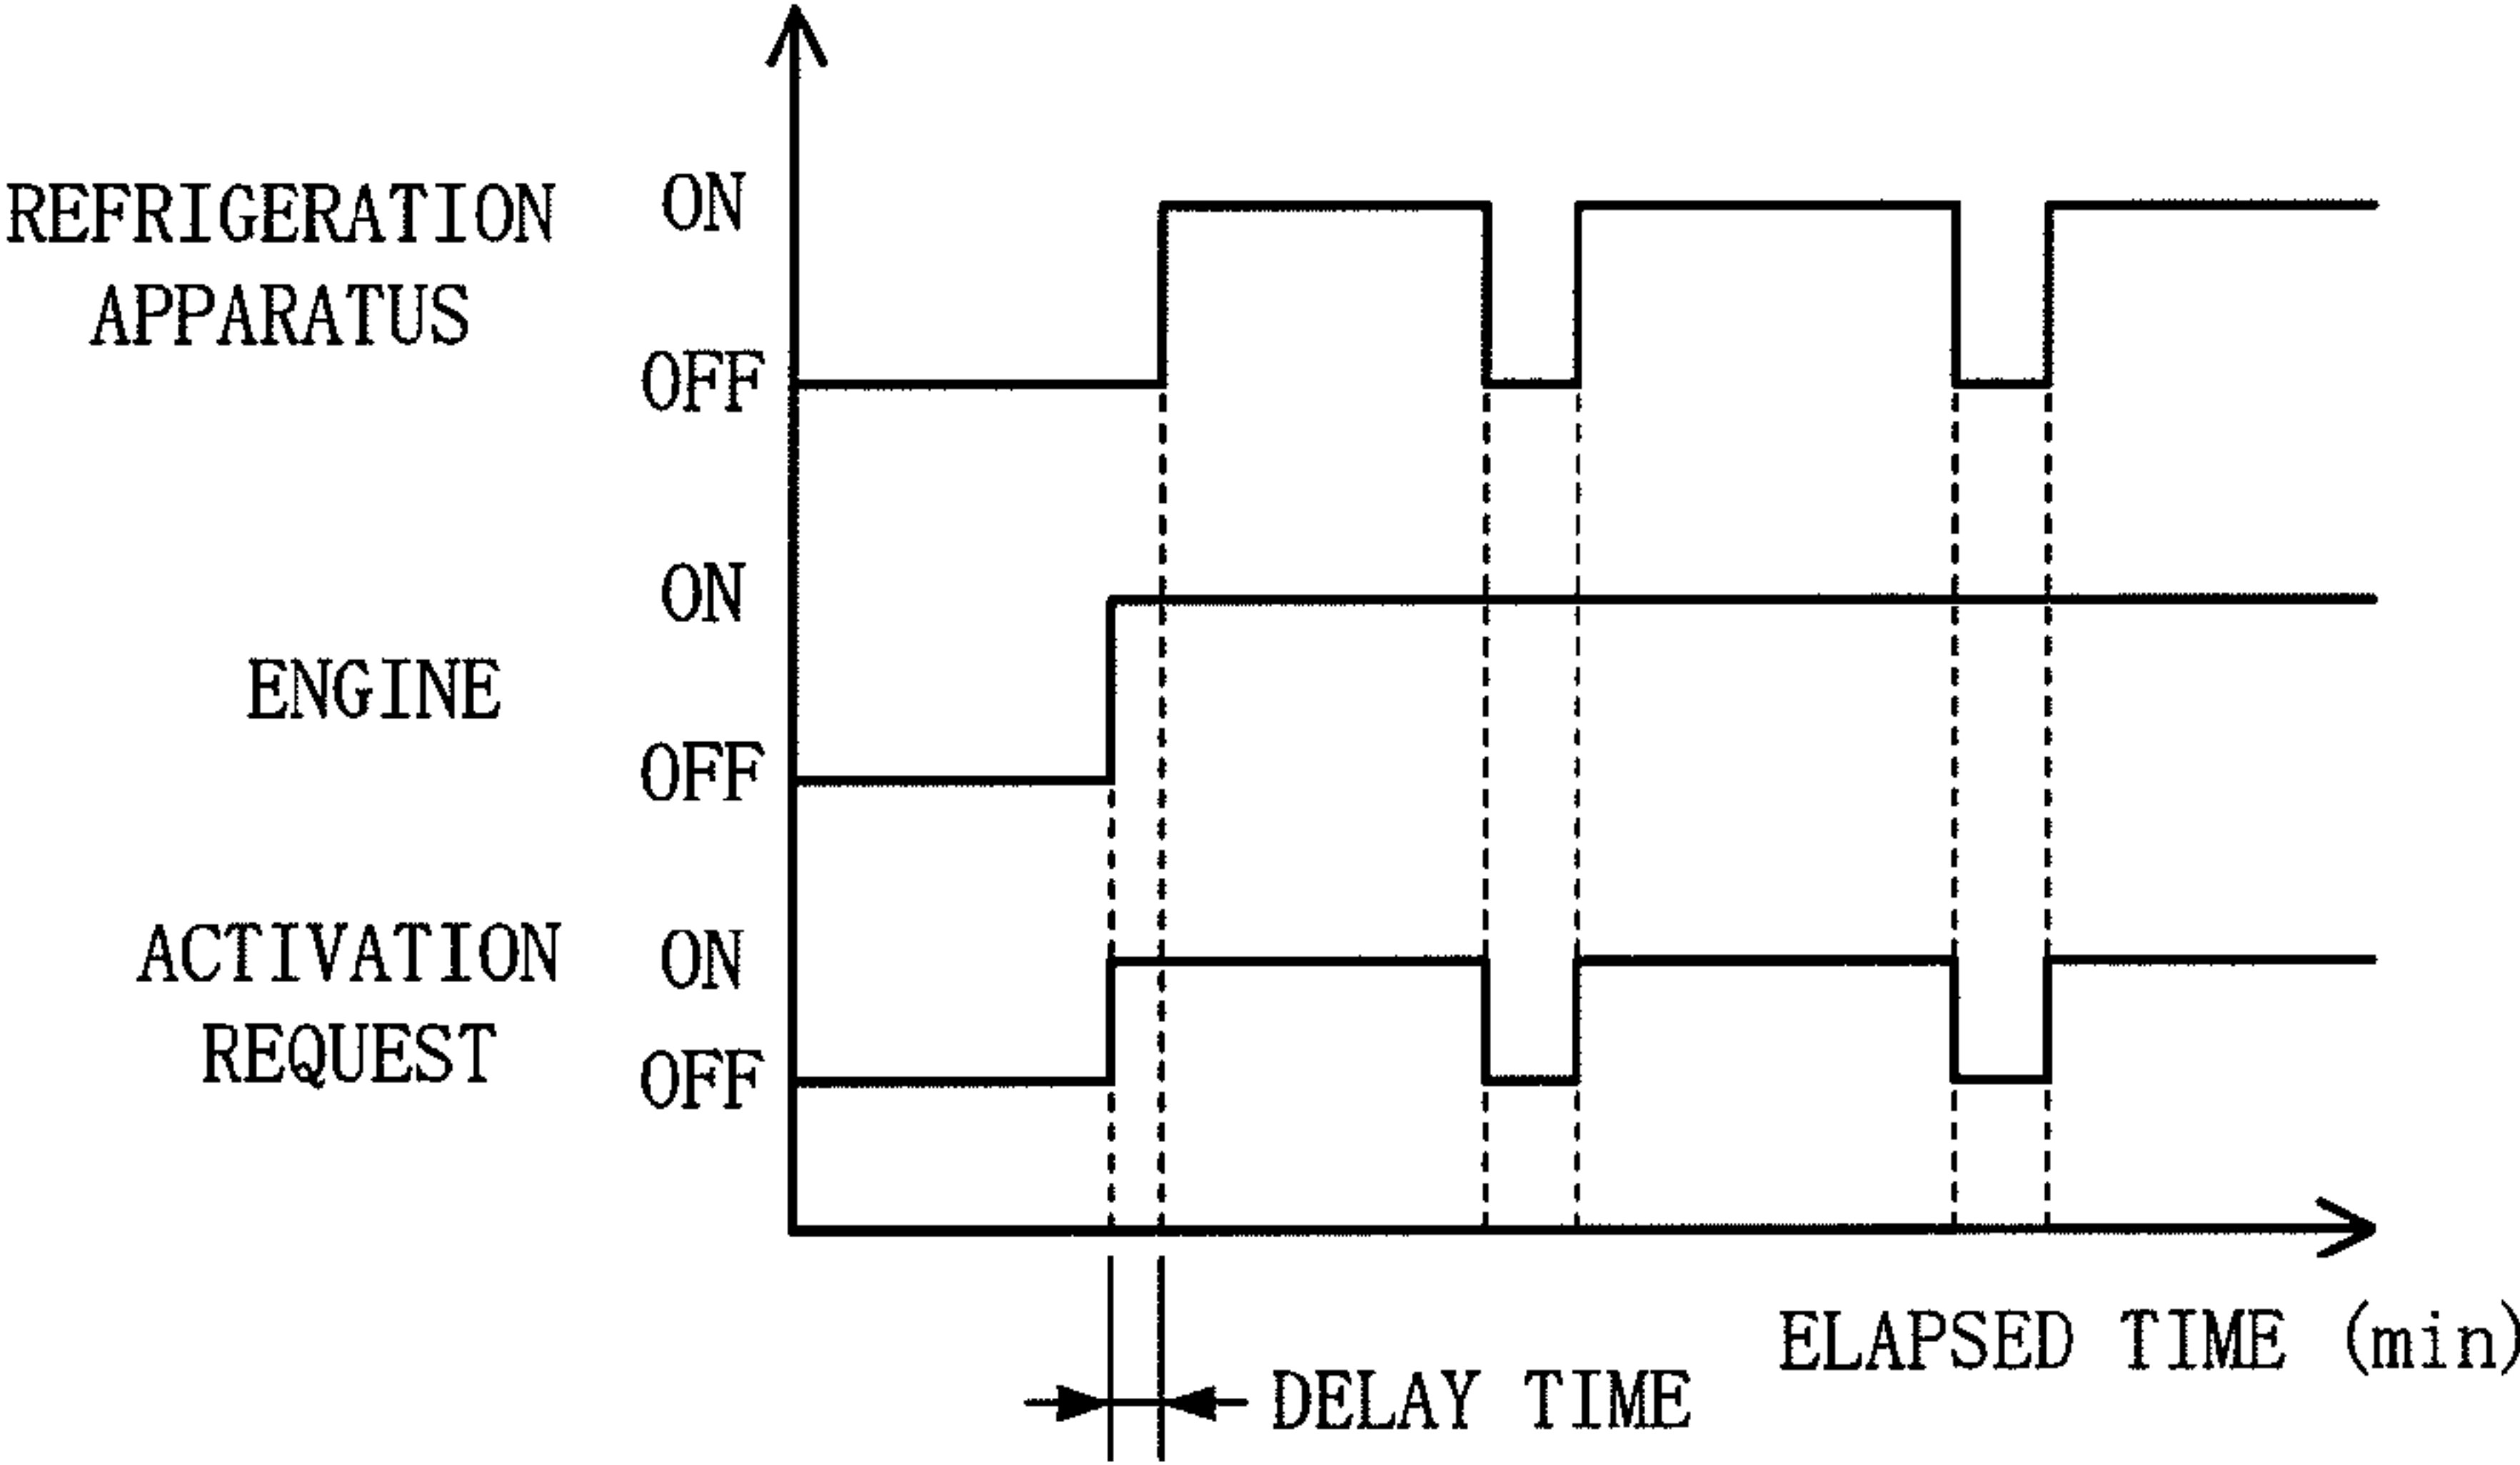 REFRIGERATION
APPARATUS
ON
OFF
ENGINE
ON
OFF
ACTIVATION
REQUEST
ON
OFF
ELAPSED TIME (min)
DELAY TIME